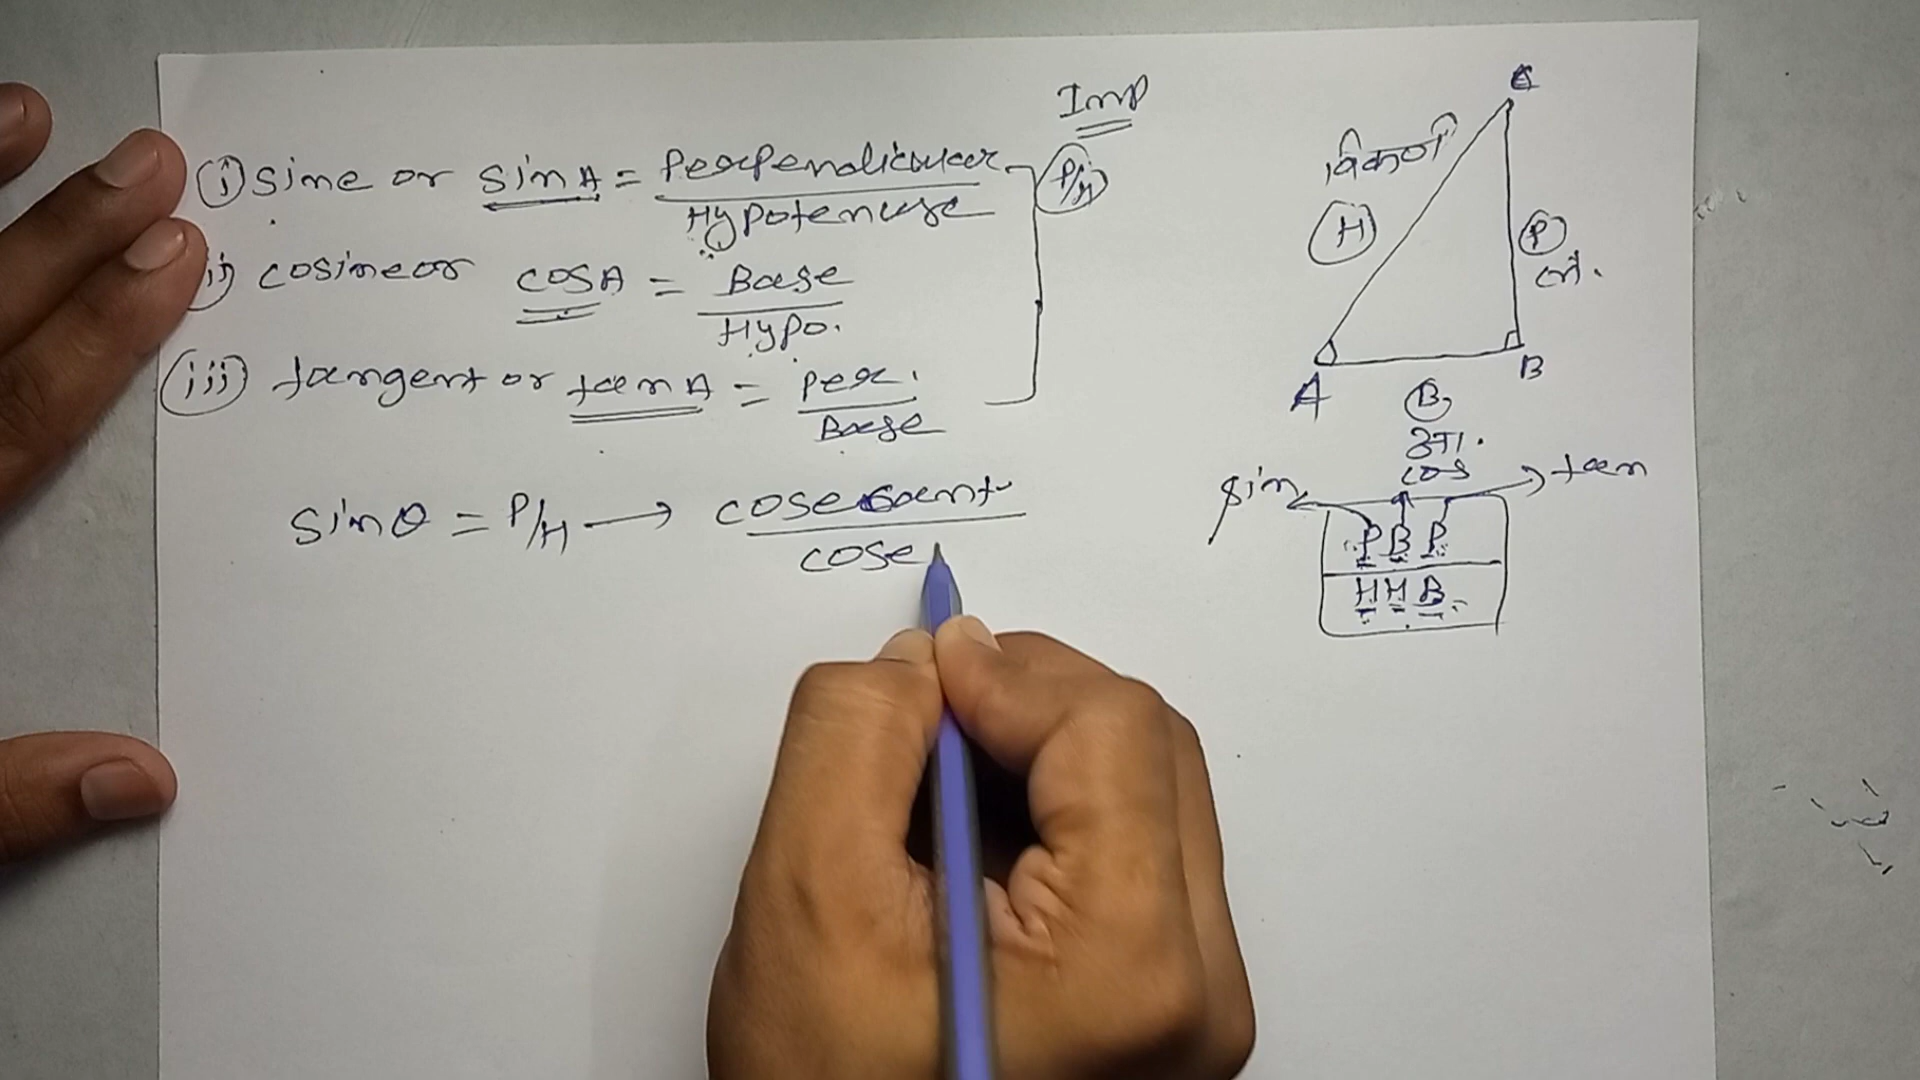 Imp
(i) sine or sin A = Perpendicular / Hypotenuse P/H
(ii) cosine or cos A = Base / Hypo.
(iii) tangent or tan A = Per. / Base
sin θ = P/H → cosecant
cose
C
विकर्ण
H
P
लं.
A B
B
आ.
sin cos tan
P B P
H H B